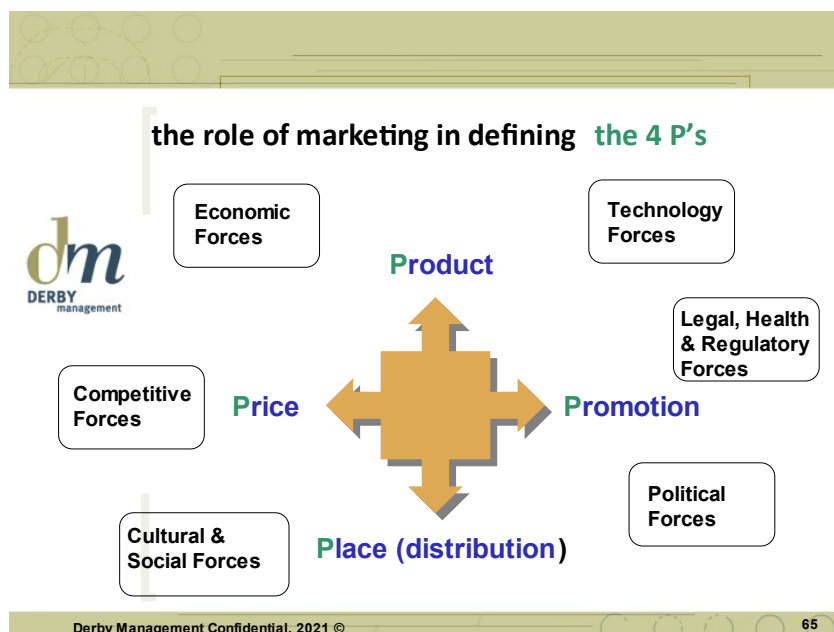 the role of marketing in defining the 4 P's
Economic
Forces
Technology
Forces
dm
DERBY
management
Product
Legal, Health
& Regulatory
Forces
Competitive
Forces
Price
Promotion
Political
Forces
Cultural &
Social Forces
Place (distribution)
Derby Management Confidential, 2021 ©
65